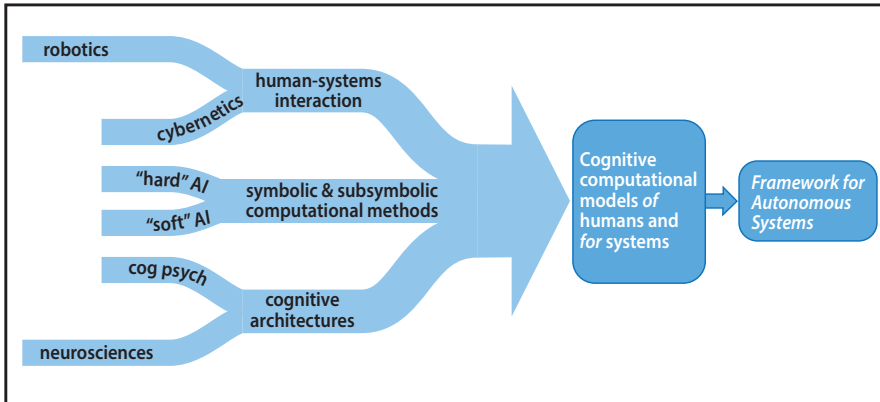 robotics
human-systems
interaction
cybernetics
“hard” AI
symbolic & subsymbolic
computational methods
“soft” AI
cog psych
cognitive
architectures
neurosciences
Cognitive
computational
models of
humans and
for systems
Framework for
Autonomous
Systems